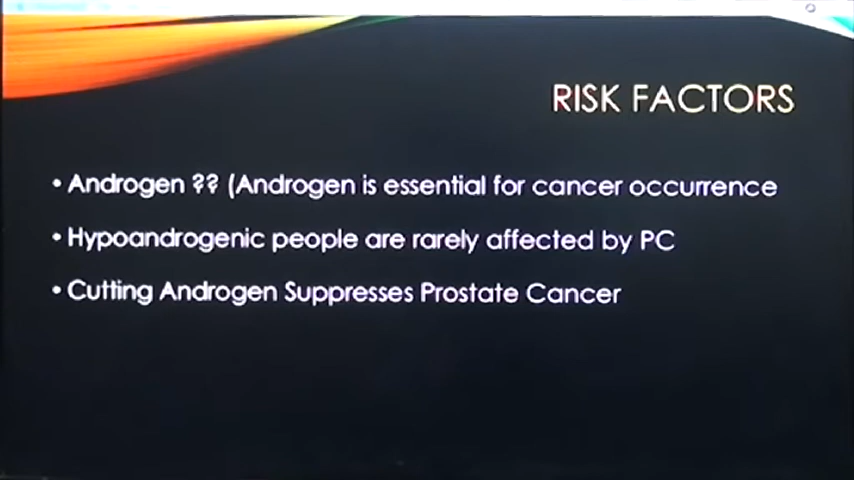 RISK FACTORS
• Androgen ?? (Androgen is essential for cancer occurrence
• Hypoandrogenic people are rarely affected by PC
• Cutting Androgen Suppresses Prostate Cancer